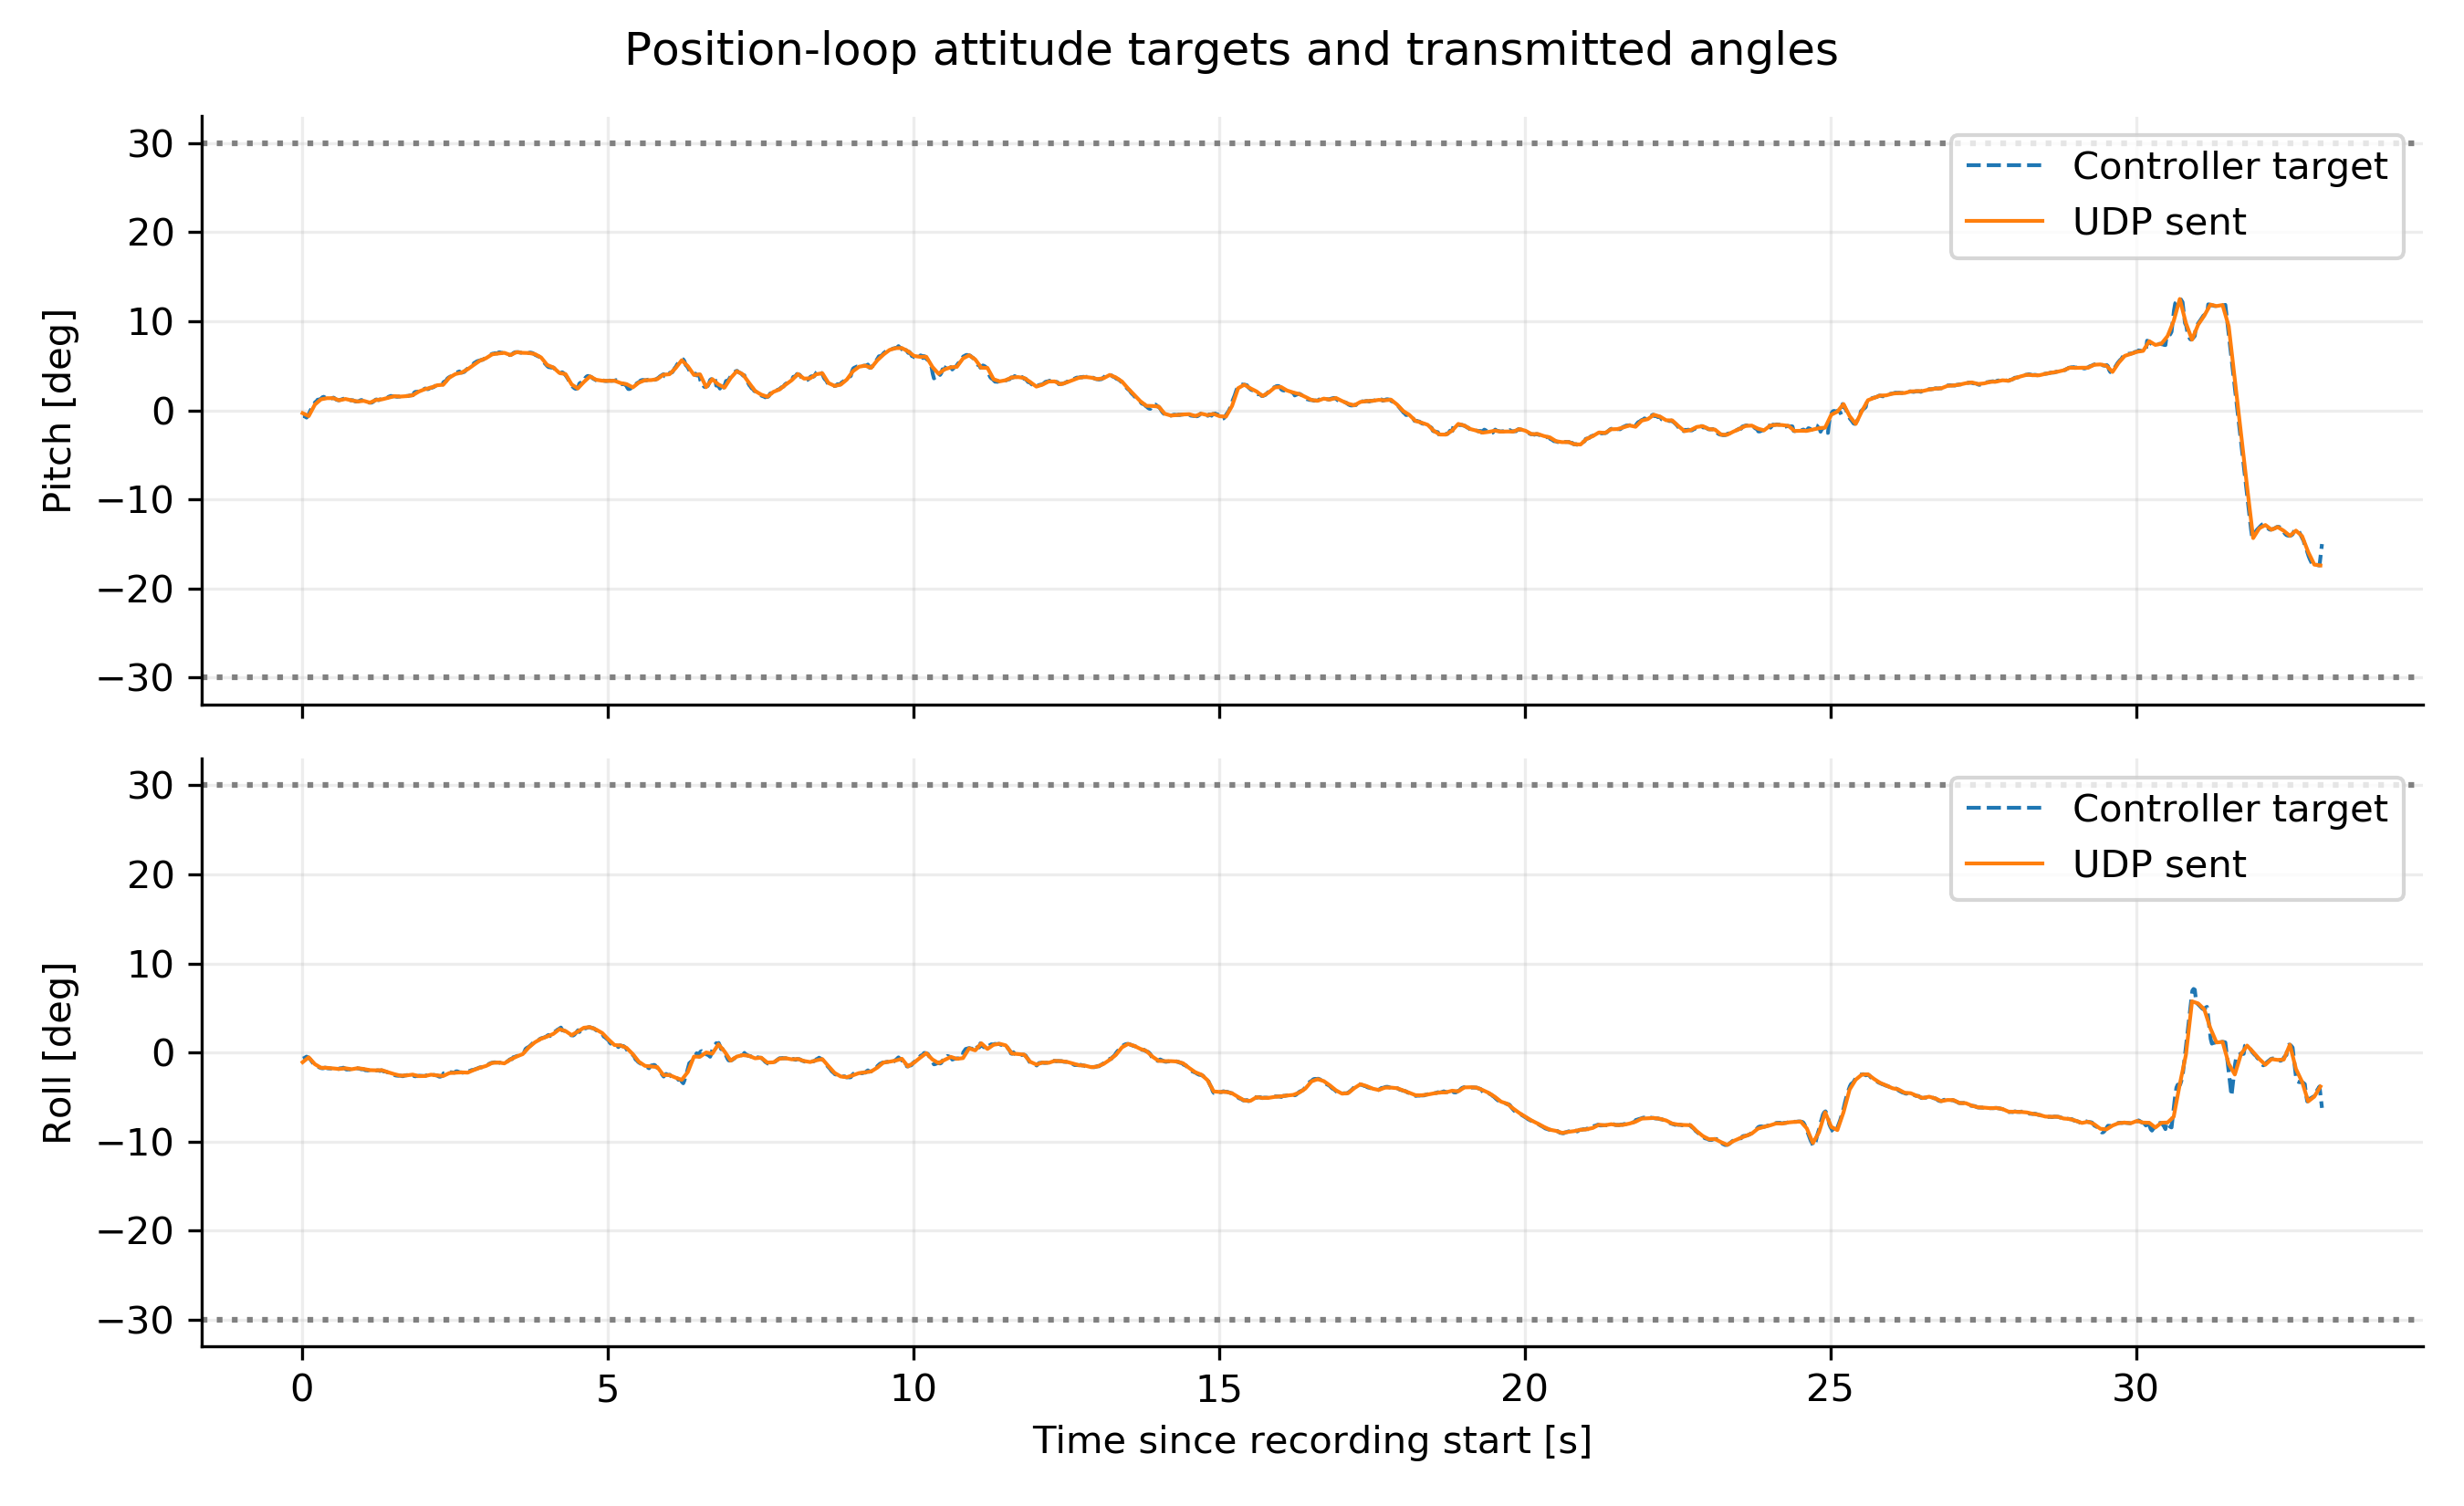 Position-loop attitude targets and transmitted angles
30
20
10
0
−10
−20
−30
Pitch [deg]
Controller target
UDP sent
30
20
10
0
−10
−20
−30
Roll [deg]
Controller target
UDP sent
0 5 10 15 20 25 30
Time since recording start [s]